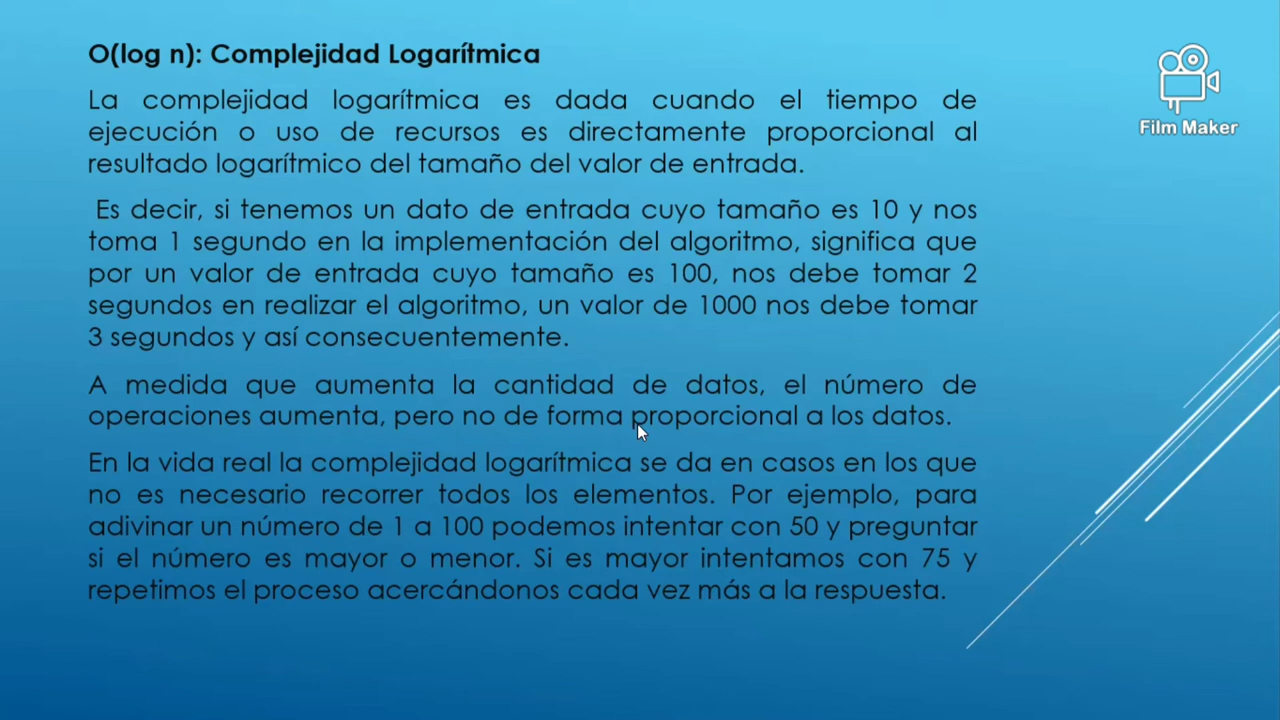 O(log n): Complejidad Logarítmica
La complejidad logarítmica es dada cuando el tiempo de
ejecución o uso de recursos es directamente proporcional al
resultado logarítmico del tamaño del valor de entrada.
Es decir, si tenemos un dato de entrada cuyo tamaño es 10 y nos
toma 1 segundo en la implementación del algoritmo, significa que
por un valor de entrada cuyo tamaño es 100, nos debe tomar 2
segundos en realizar el algoritmo, un valor de 1000 nos debe tomar
3 segundos y así consecuentemente.
A medida que aumenta la cantidad de datos, el número de
operaciones aumenta, pero no de forma proporcional a los datos.
En la vida real la complejidad logarítmica se da en casos en los que
no es necesario recorrer todos los elementos. Por ejemplo, para
adivinar un número de 1 a 100 podemos intentar con 50 y preguntar
si el número es mayor o menor. Si es mayor intentamos con 75 y
repetimos el proceso acercándonos cada vez más a la respuesta.
Film Maker